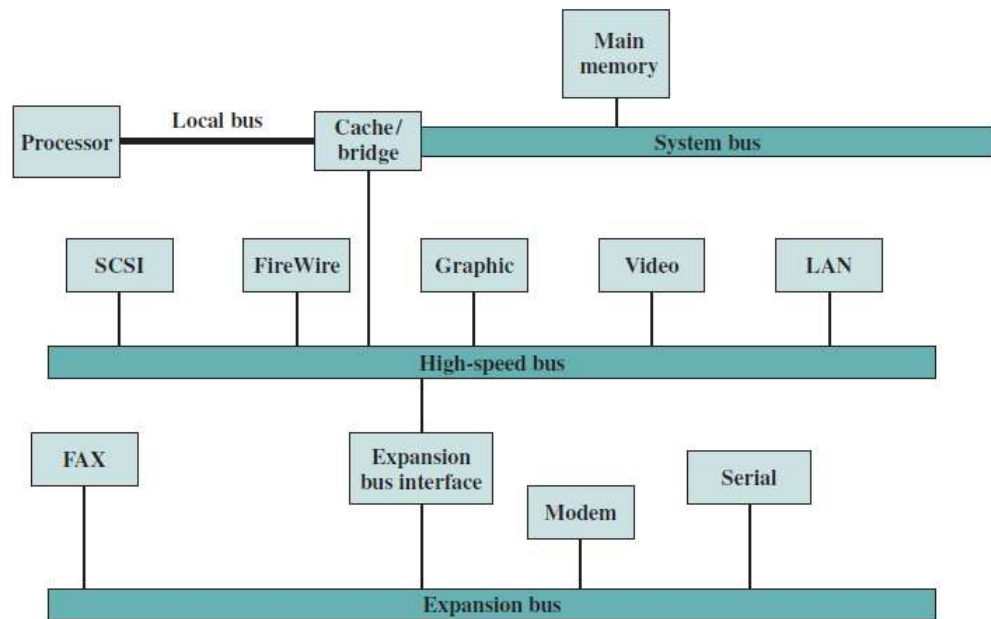 Main
memory
Local bus
Processor
Cache/
bridge
System bus
SCSI
FireWire
Graphic
Video
LAN
High-speed bus
FAX
Expansion
bus interface
Modem
Serial
Expansion bus